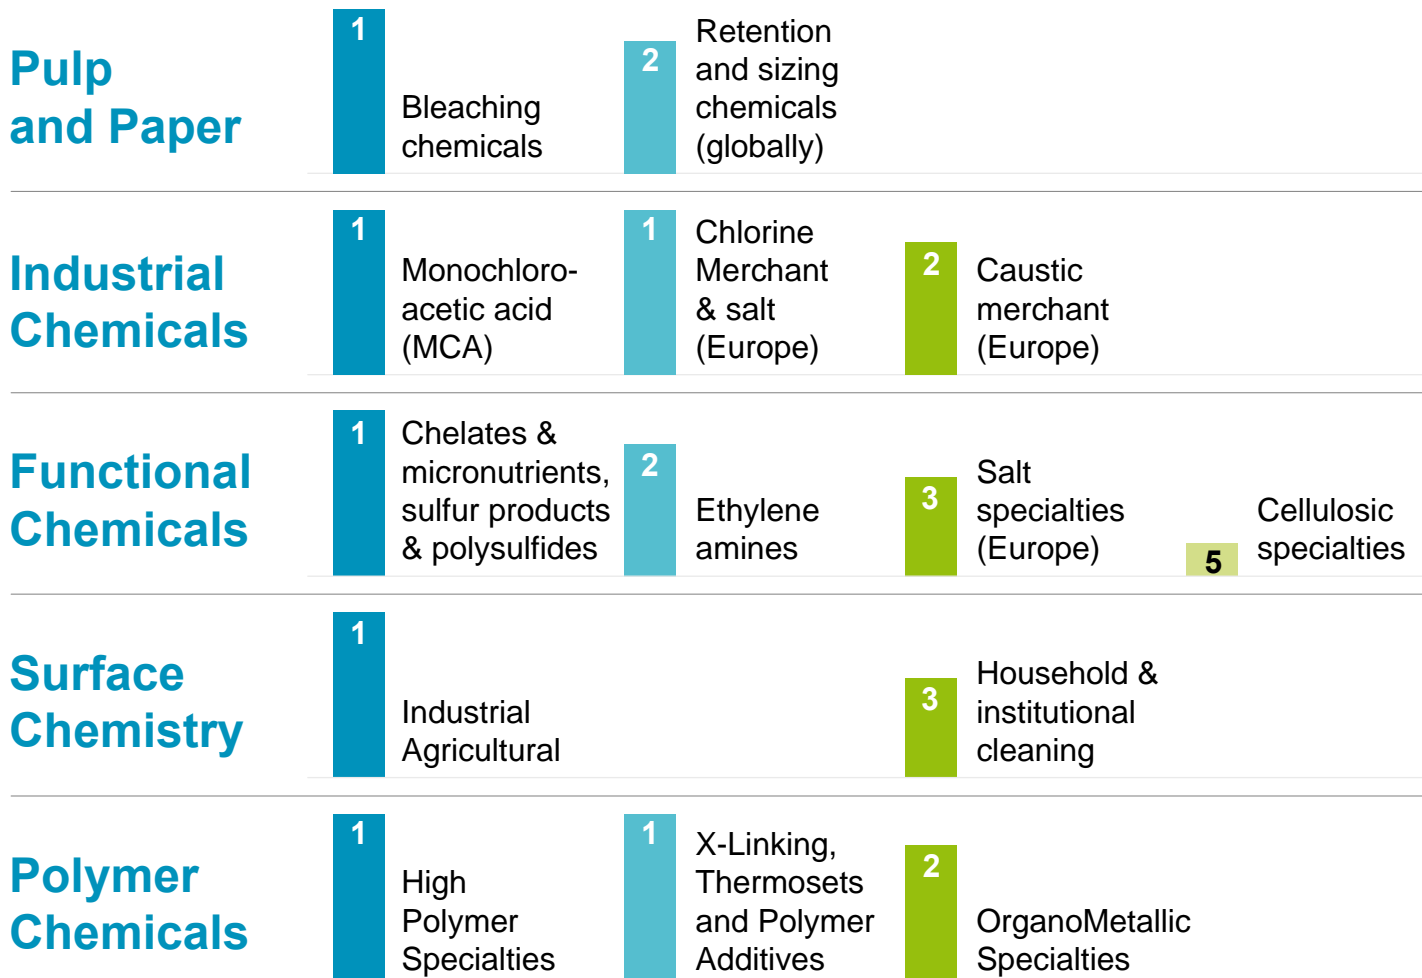 Pulp
and Paper
1
Bleaching
chemicals
2
Retention
and sizing
chemicals
(globally)
Industrial
Chemicals
1
Monochloro-
acetic acid
(MCA)
1
Chlorine
Merchant
& salt
(Europe)
2
Caustic
merchant
(Europe)
Functional
Chemicals
1
Chelates &
micronutrients,
sulfur products
& polysulfides
2
Ethylene
amines
3
Salt
specialties
(Europe)
5
Cellulosic
specialties
Surface
Chemistry
1
Industrial
Agricultural
3
Household &
institutional
cleaning
Polymer
Chemicals
1
High
Polymer
Specialties
1
X-Linking,
Thermosets
and Polymer
Additives
2
OrganoMetallic
Specialties